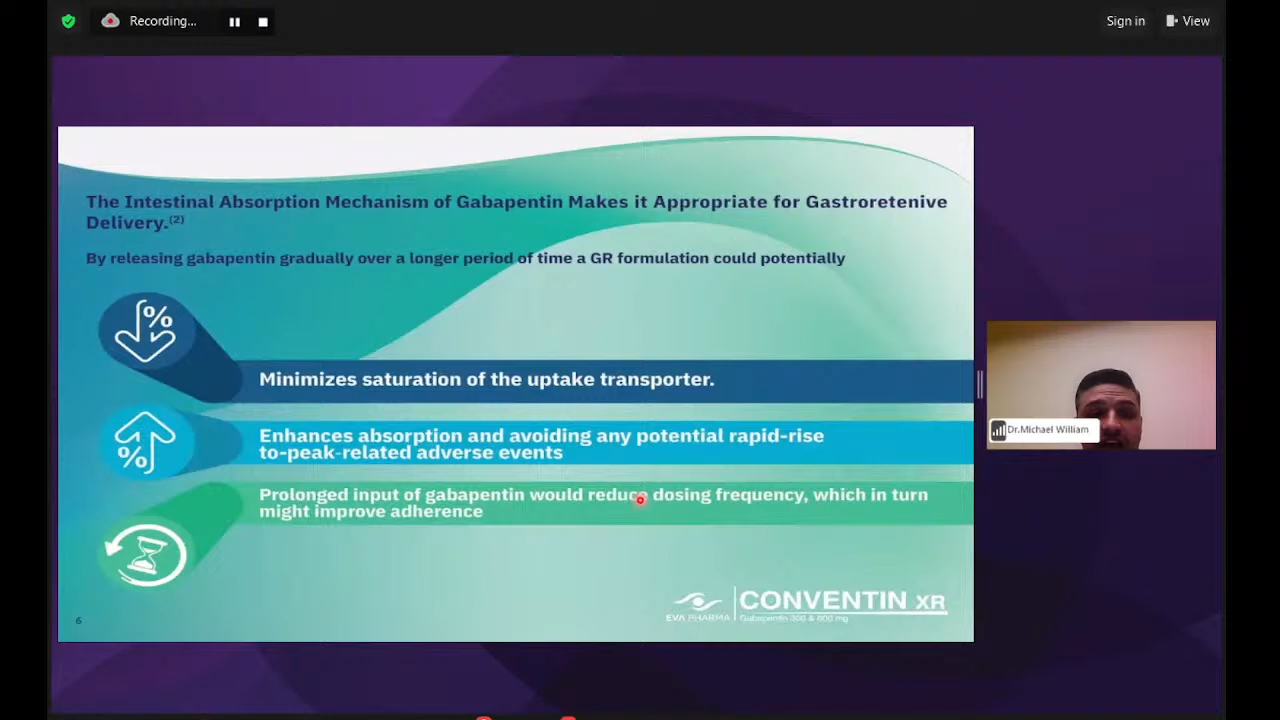 Recording...
Sign in
View
The Intestinal Absorption Mechanism of Gabapentin Makes it Appropriate for Gastroretenive
Delivery.(2)
By releasing gabapentin gradually over a longer period of time a GR formulation could potentially
%
Minimizes saturation of the uptake transporter.
%
Enhances absorption and avoiding any potential rapid-rise
to-peak-related adverse events
Prolonged input of gabapentin would reduce dosing frequency, which in turn
might improve adherence
Dr.Michael William
EVA PHARMA
CONVENTIN XR
Gabapentin 300 & 600 mg
6